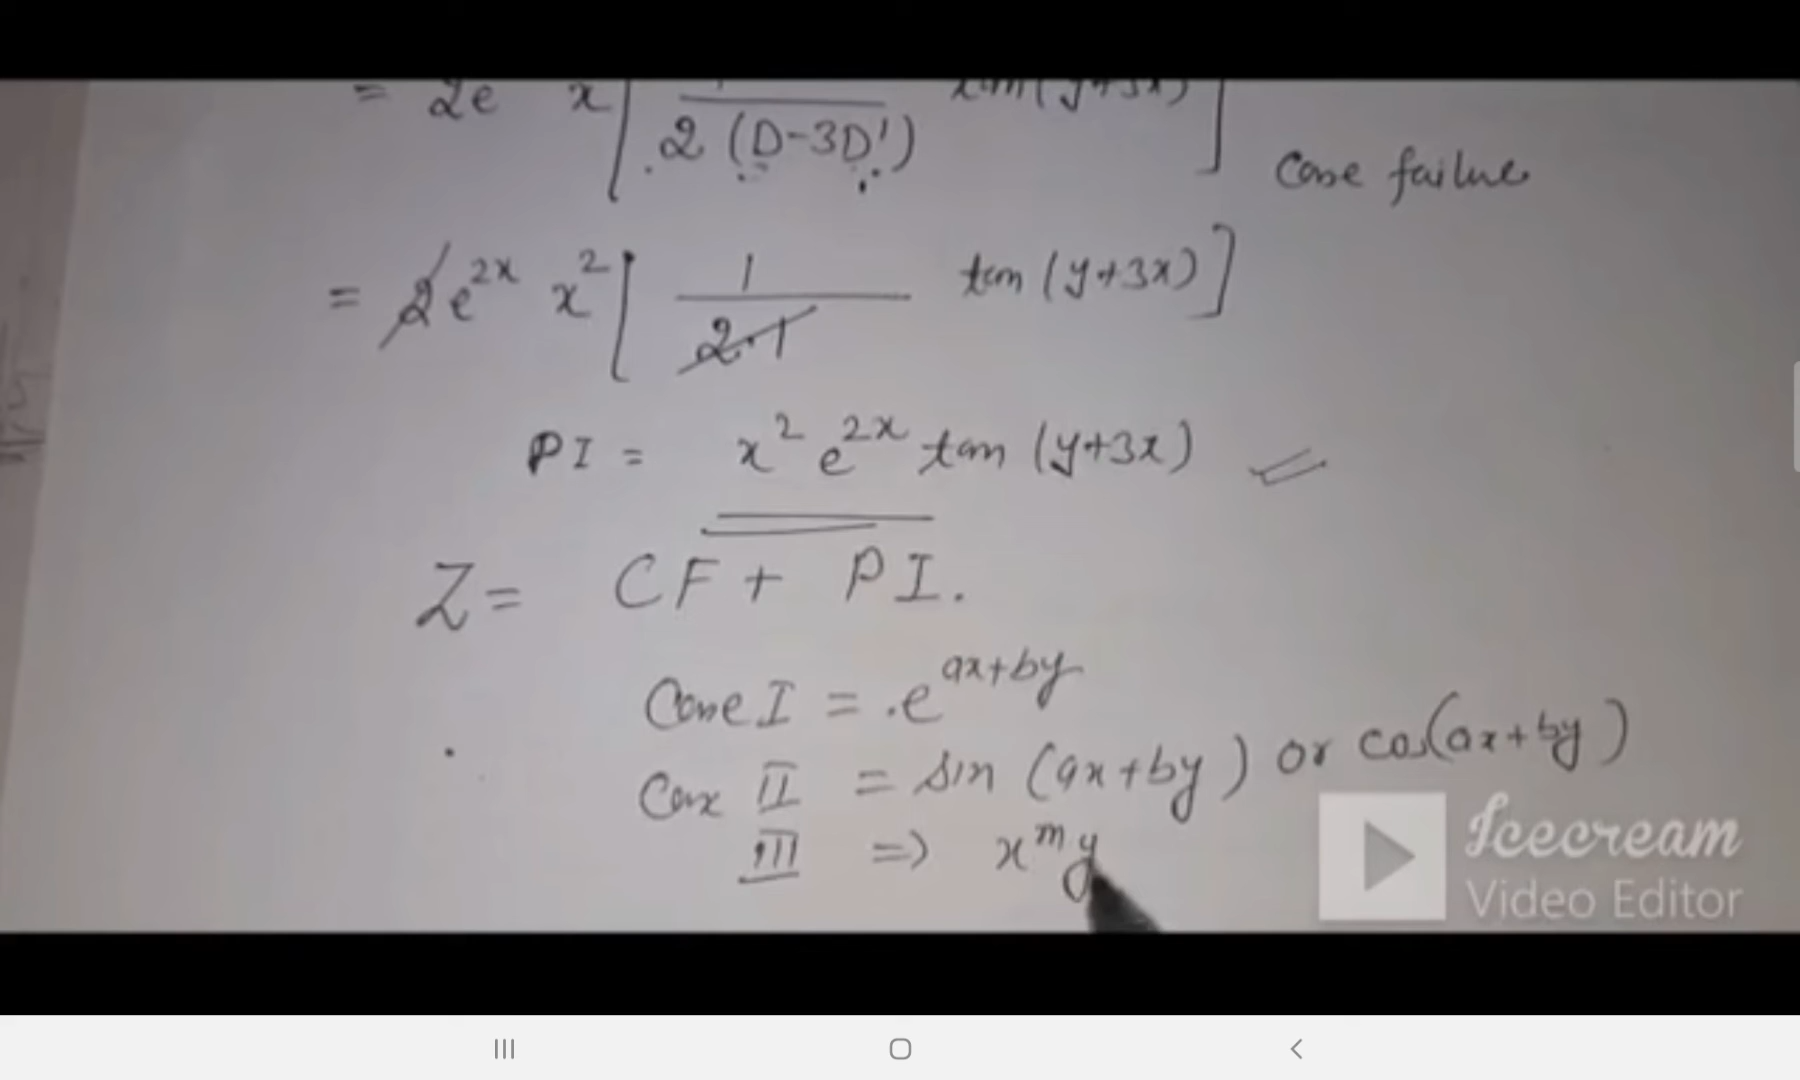 = 2e x [ 1 / 2 (D-3D') tan(y+3x) ]
Case failure
= 2e^2x x^2 [ 1 / 2.1 tan (y+3x) ]
PI = x^2 e^2x tan (y+3x)
Z = CF + PI.
Case I = .e^ax+by
Case II = sin (ax+by) or cos(ax+by)
III => x^m y
Icecream
Video Editor